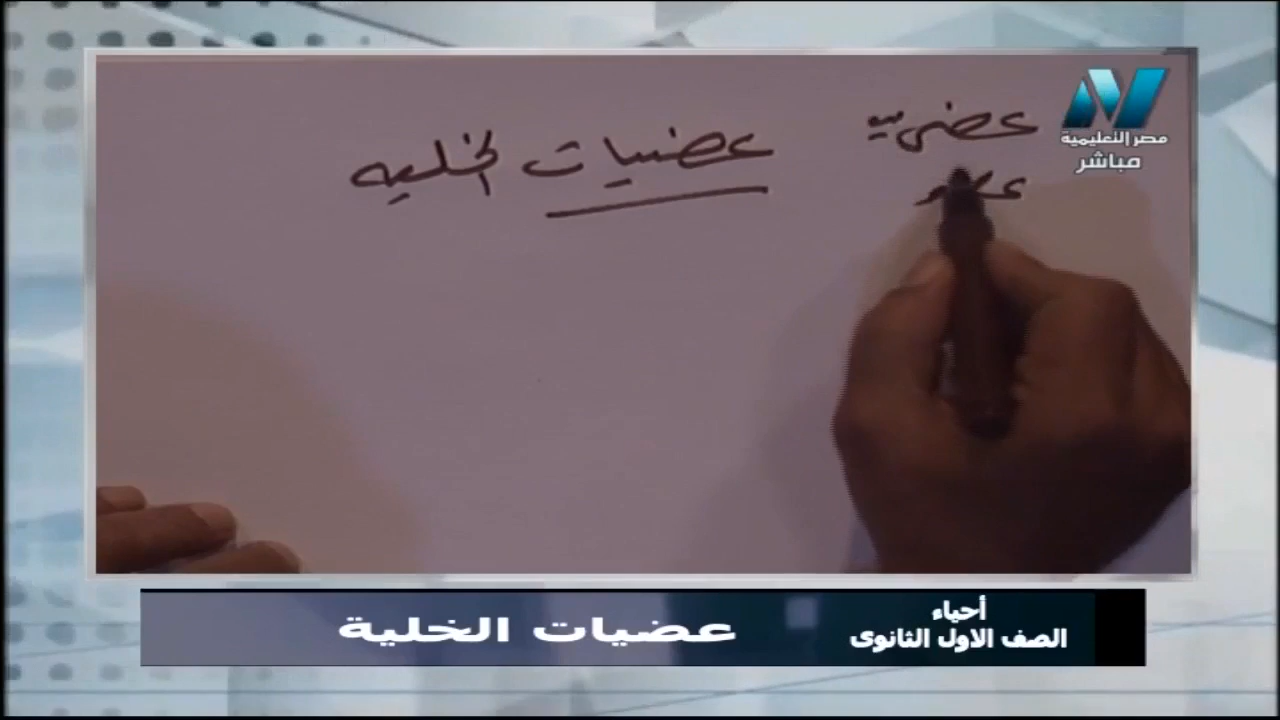 مصر التعليمية
مباشر
عضيه
عضيات الخليه
أحياء
الصف الاول الثانوى
عضيات الخلية